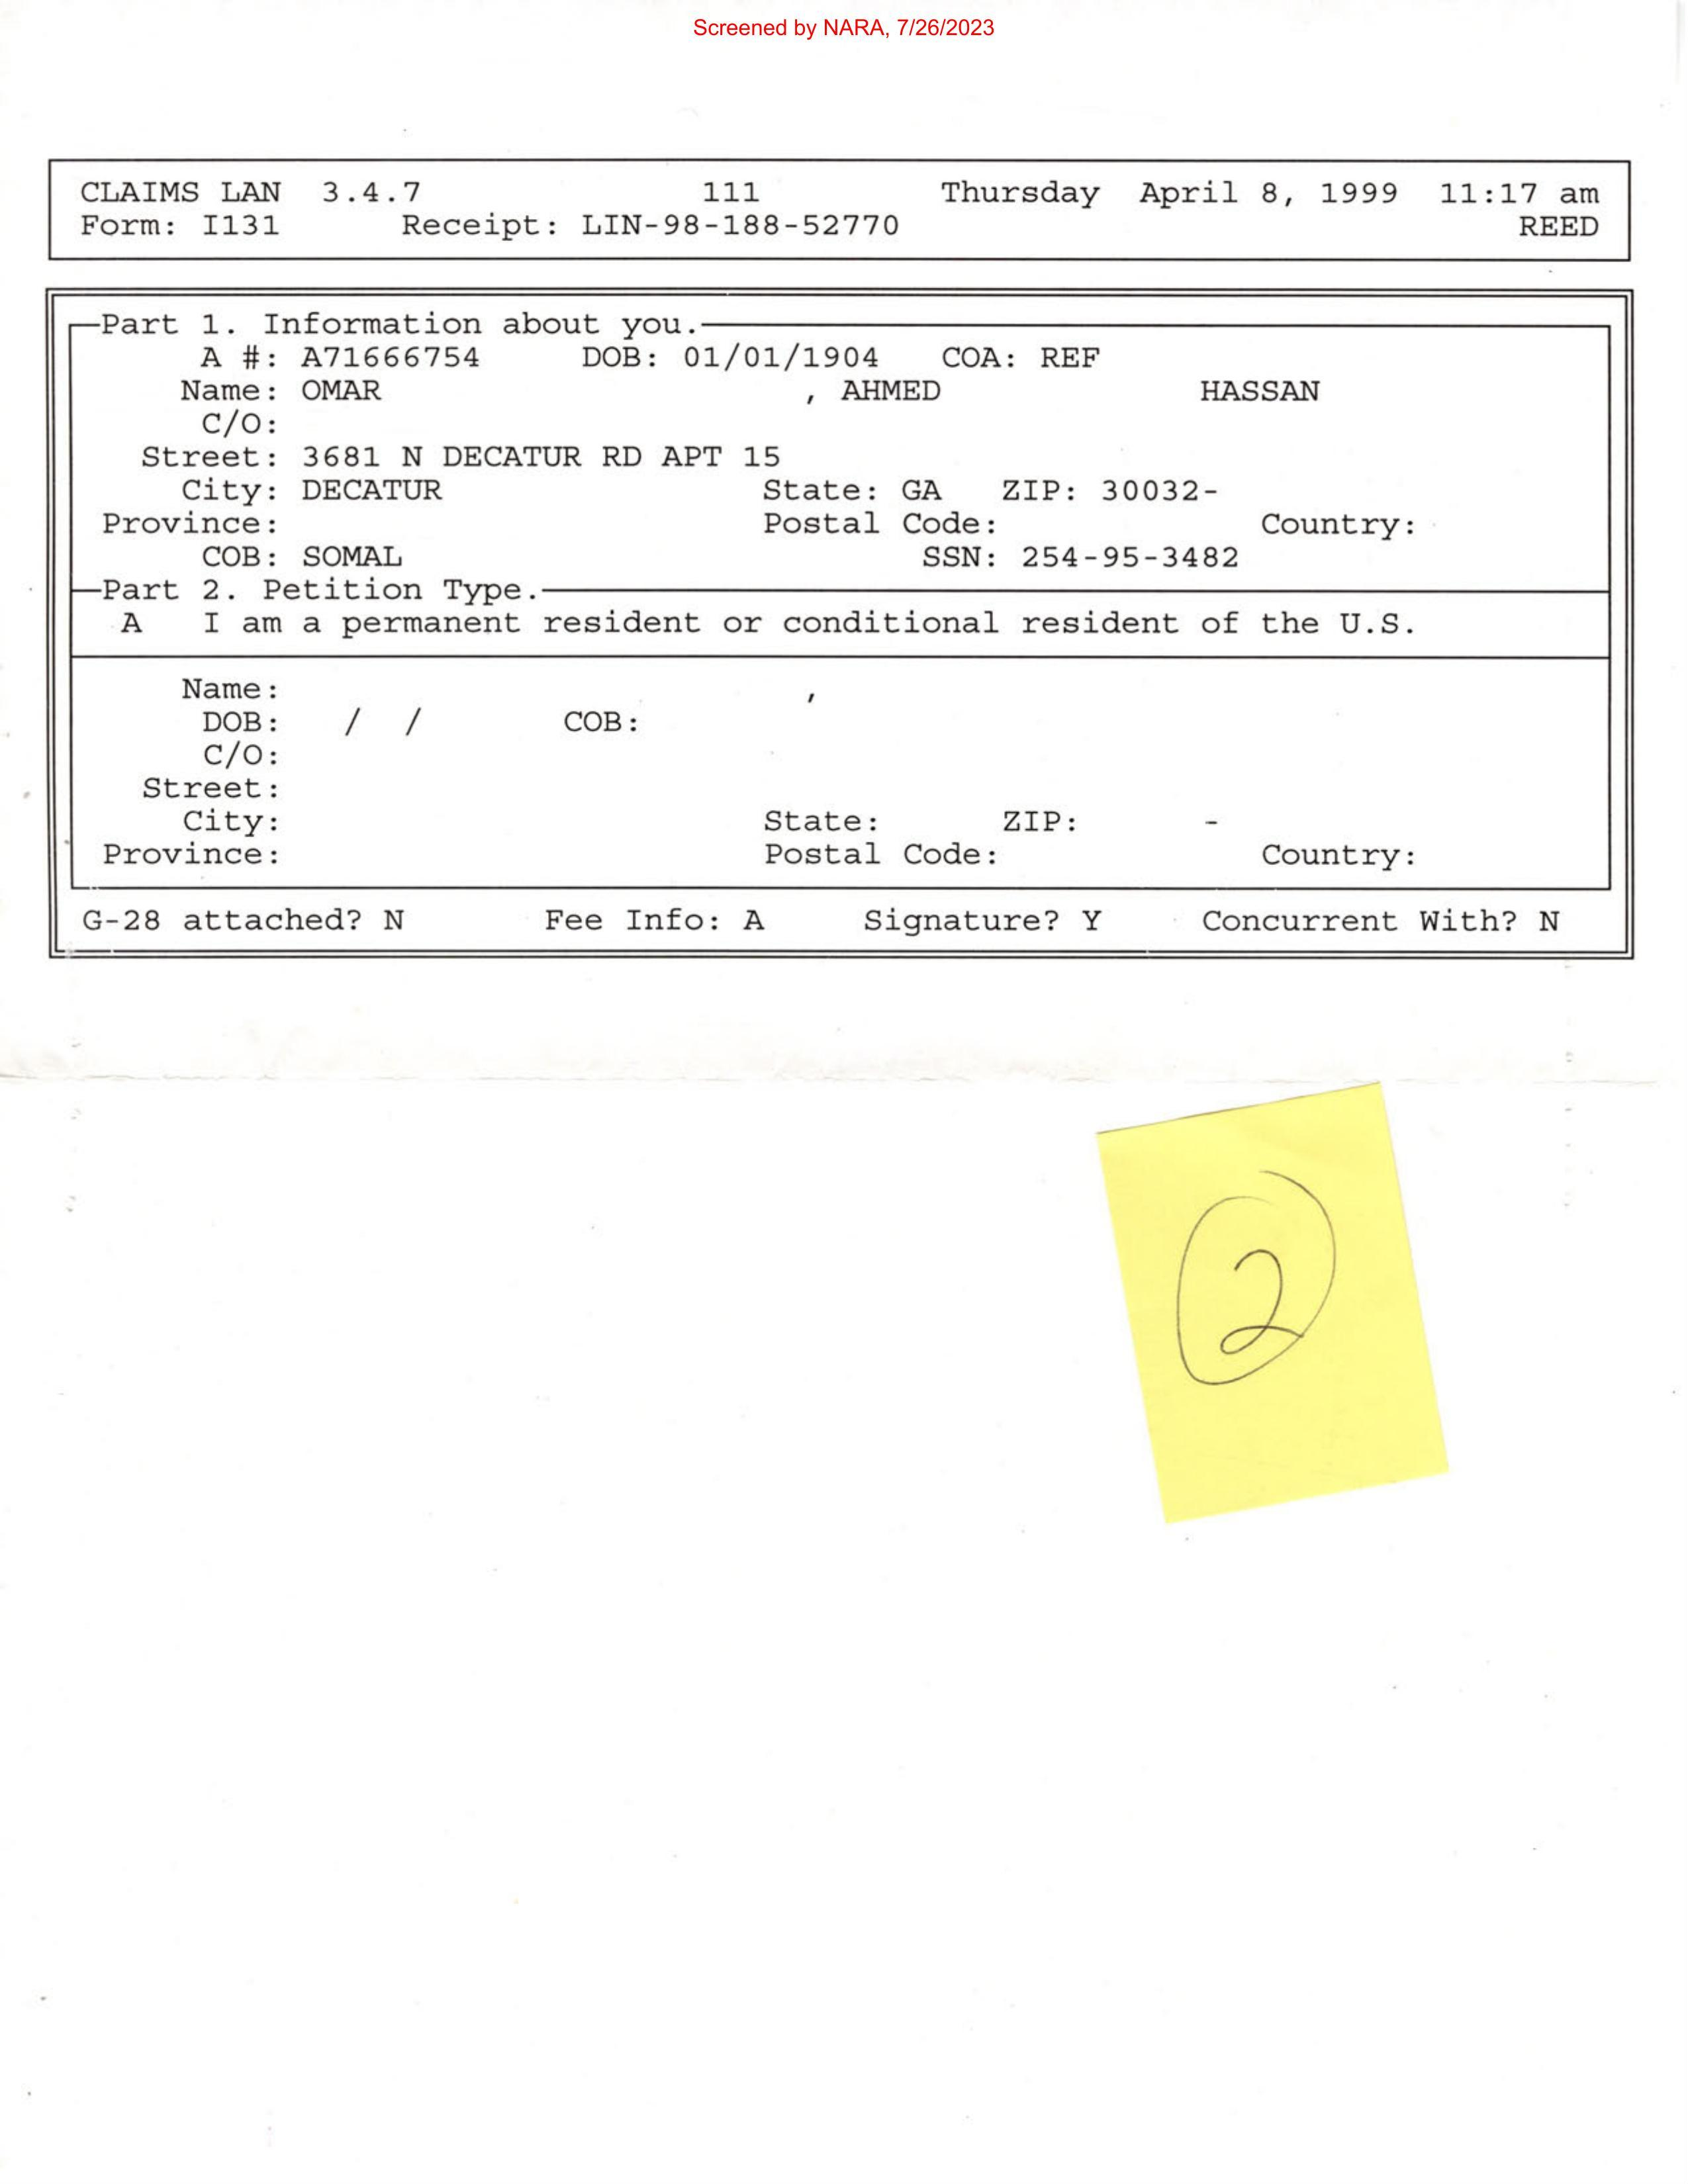 Screened by NARA, 7/26/2023
CLAIMS LAN 3.4.7 111 Thursday April 8, 1999 11:17 am
Form: I131 Receipt: LIN-98-188-52770 REED
Part 1. Information about you.
A #: A71666754 DOB: 01/01/1904 COA: REF
Name: OMAR , AHMED HASSAN
C/O:
Street: 3681 N DECATUR RD APT 15
City: DECATUR State: GA ZIP: 30032-
Province: Postal Code: Country:
COB: SOMAL SSN: 254-95-3482
Part 2. Petition Type.
A I am a permanent resident or conditional resident of the U.S.
Name: ,
DOB: / / COB:
C/O:
Street:
City: State: ZIP: -
Province: Postal Code: Country:
G-28 attached? N Fee Info: A Signature? Y Concurrent With? N
2